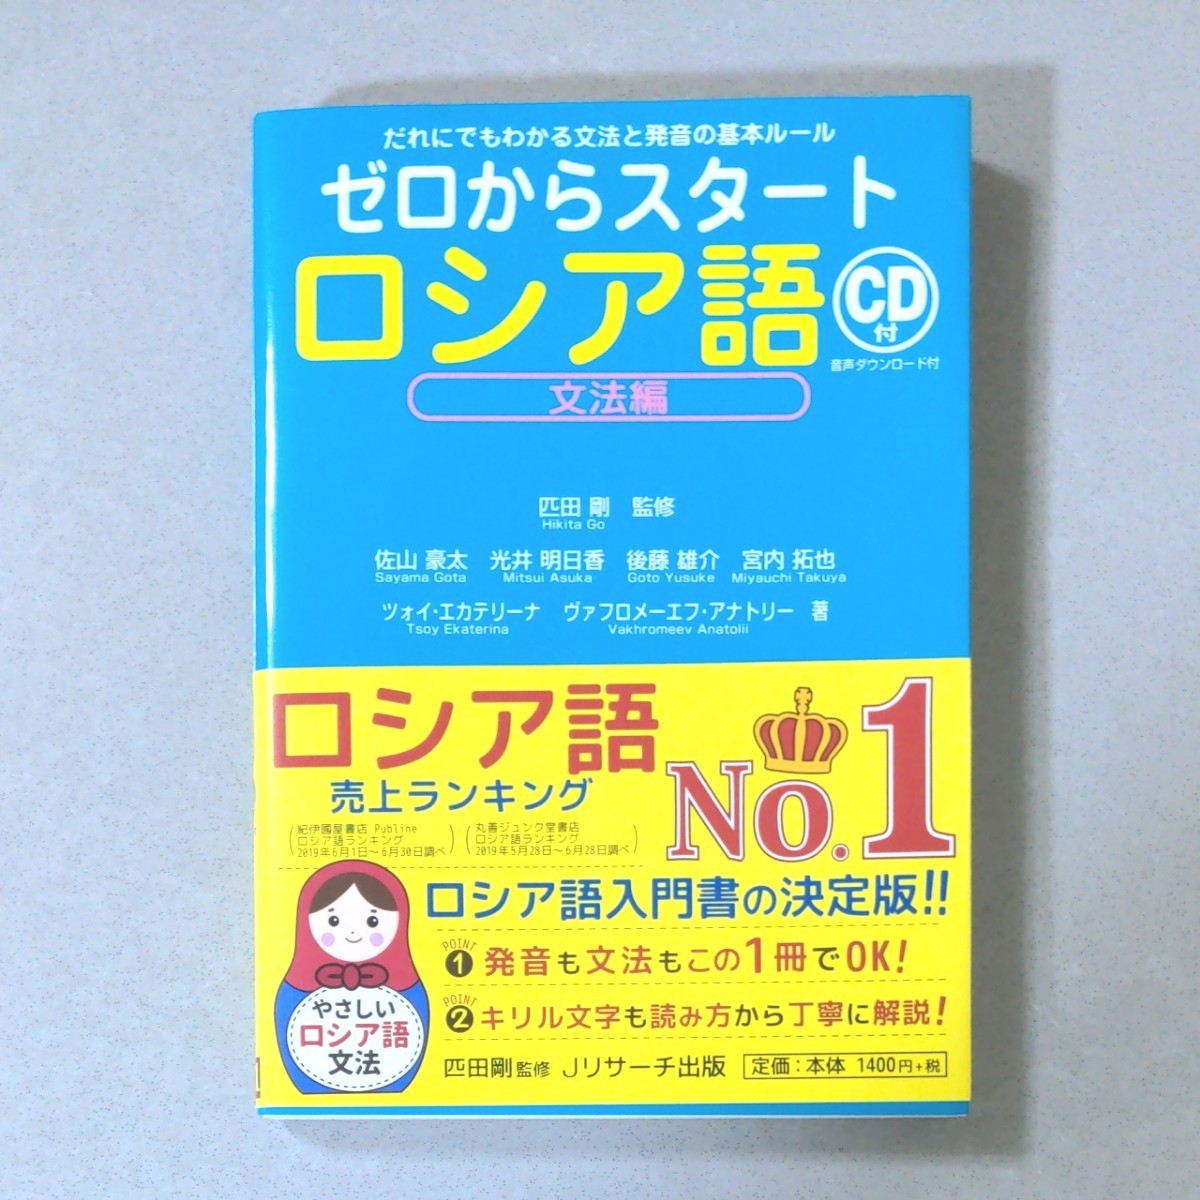 だれにでもわかる文法と発音の基本ルール
ゼロからスタート
ロシア語
CD
付
音声ダウンロード付
文法編
匹田 剛 監修
Hikita Go
佐山 豪太 光井 明日香 後藤 雄介 宮内 拓也
Sayama Gota Mitsui Asuka Goto Yusuke Miyauchi Takuya
ツォイ・エカテリーナ ヴァフロメーエフ・アナトリー 著
Tsoy Ekaterina Vakhromeev Anatolii
ロシア語
売上ランキング
No.1
紀伊國屋書店 Publine
ロシア語ランキング
2019年6月1日〜6月30日調べ
丸善ジュンク堂書店
ロシア語ランキング
2019年5月28日〜6月28日調べ
ロシア語入門書の決定版!!
POINT
1 発音も文法もこの1冊でOK!
POINT
2 キリル文字も読み方から丁寧に解説!
やさしい
ロシア語
文法
匹田剛監修 Jリサーチ出版 定価:本体 1400円+税